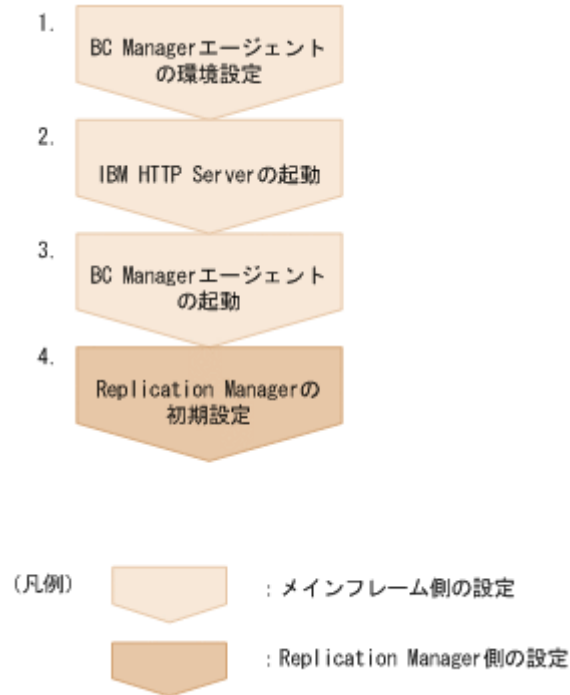 1.
BC Managerエージェント
の環境設定
2.
IBM HTTP Serverの起動
3.
BC Managerエージェント
の起動
4.
Replication Managerの
初期設定
(凡例)
:メインフレーム側の設定
:Replication Manager側の設定